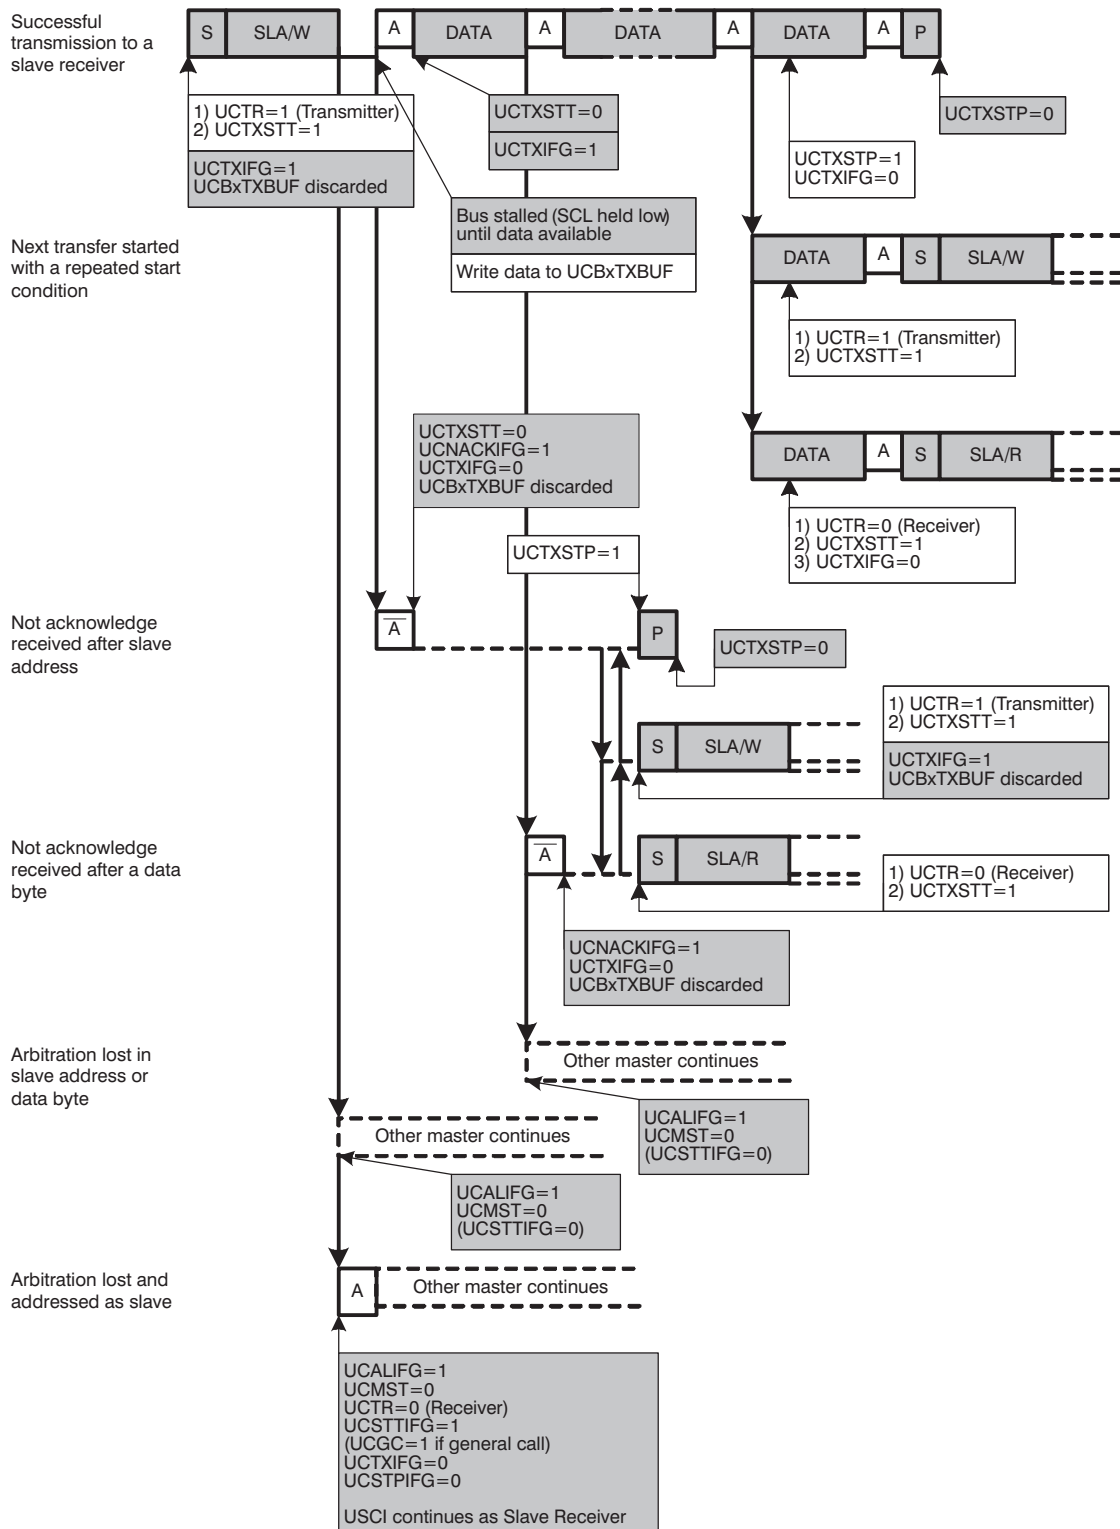 Successful
transmission to a
slave receiver
S
SLA/W
A
DATA
A
DATA
A
DATA
A
P
1) UCTR=1 (Transmitter)
2) UCTXSTT=1
UCTXIFG=1
UCBxTXBUF discarded
UCTXSTT=0
UCTXIFG=1
Bus stalled (SCL held low)
until data available
Write data to UCBxTXBUF
UCTXSTP=1
UCTXIFG=0
UCTXSTP=0
Next transfer started
with a repeated start
condition
DATA
A
S
SLA/W
1) UCTR=1 (Transmitter)
2) UCTXSTT=1
DATA
A
S
SLA/R
1) UCTR=0 (Receiver)
2) UCTXSTT=1
3) UCTXIFG=0
UCTXSTT=0
UCNACKIFG=1
UCTXIFG=0
UCBxTXBUF discarded
UCTXSTP=1
Not acknowledge
received after slave
address
A
P
UCTXSTP=0
S
SLA/W
1) UCTR=1 (Transmitter)
2) UCTXSTT=1
UCTXIFG=1
UCBxTXBUF discarded
Not acknowledge
received after a data
byte
A
S
SLA/R
1) UCTR=0 (Receiver)
2) UCTXSTT=1
UCNACKIFG=1
UCTXIFG=0
UCBxTXBUF discarded
Arbitration lost in
slave address or
data byte
Other master continues
UCALIFG=1
UCMST=0
(UCSTTIFG=0)
Other master continues
UCALIFG=1
UCMST=0
(UCSTTIFG=0)
Arbitration lost and
addressed as slave
A
Other master continues
UCALIFG=1
UCMST=0
UCTR=0 (Receiver)
UCSTTIFG=1
(UCGC=1 if general call)
UCTXIFG=0
UCSTPIFG=0
USCI continues as Slave Receiver